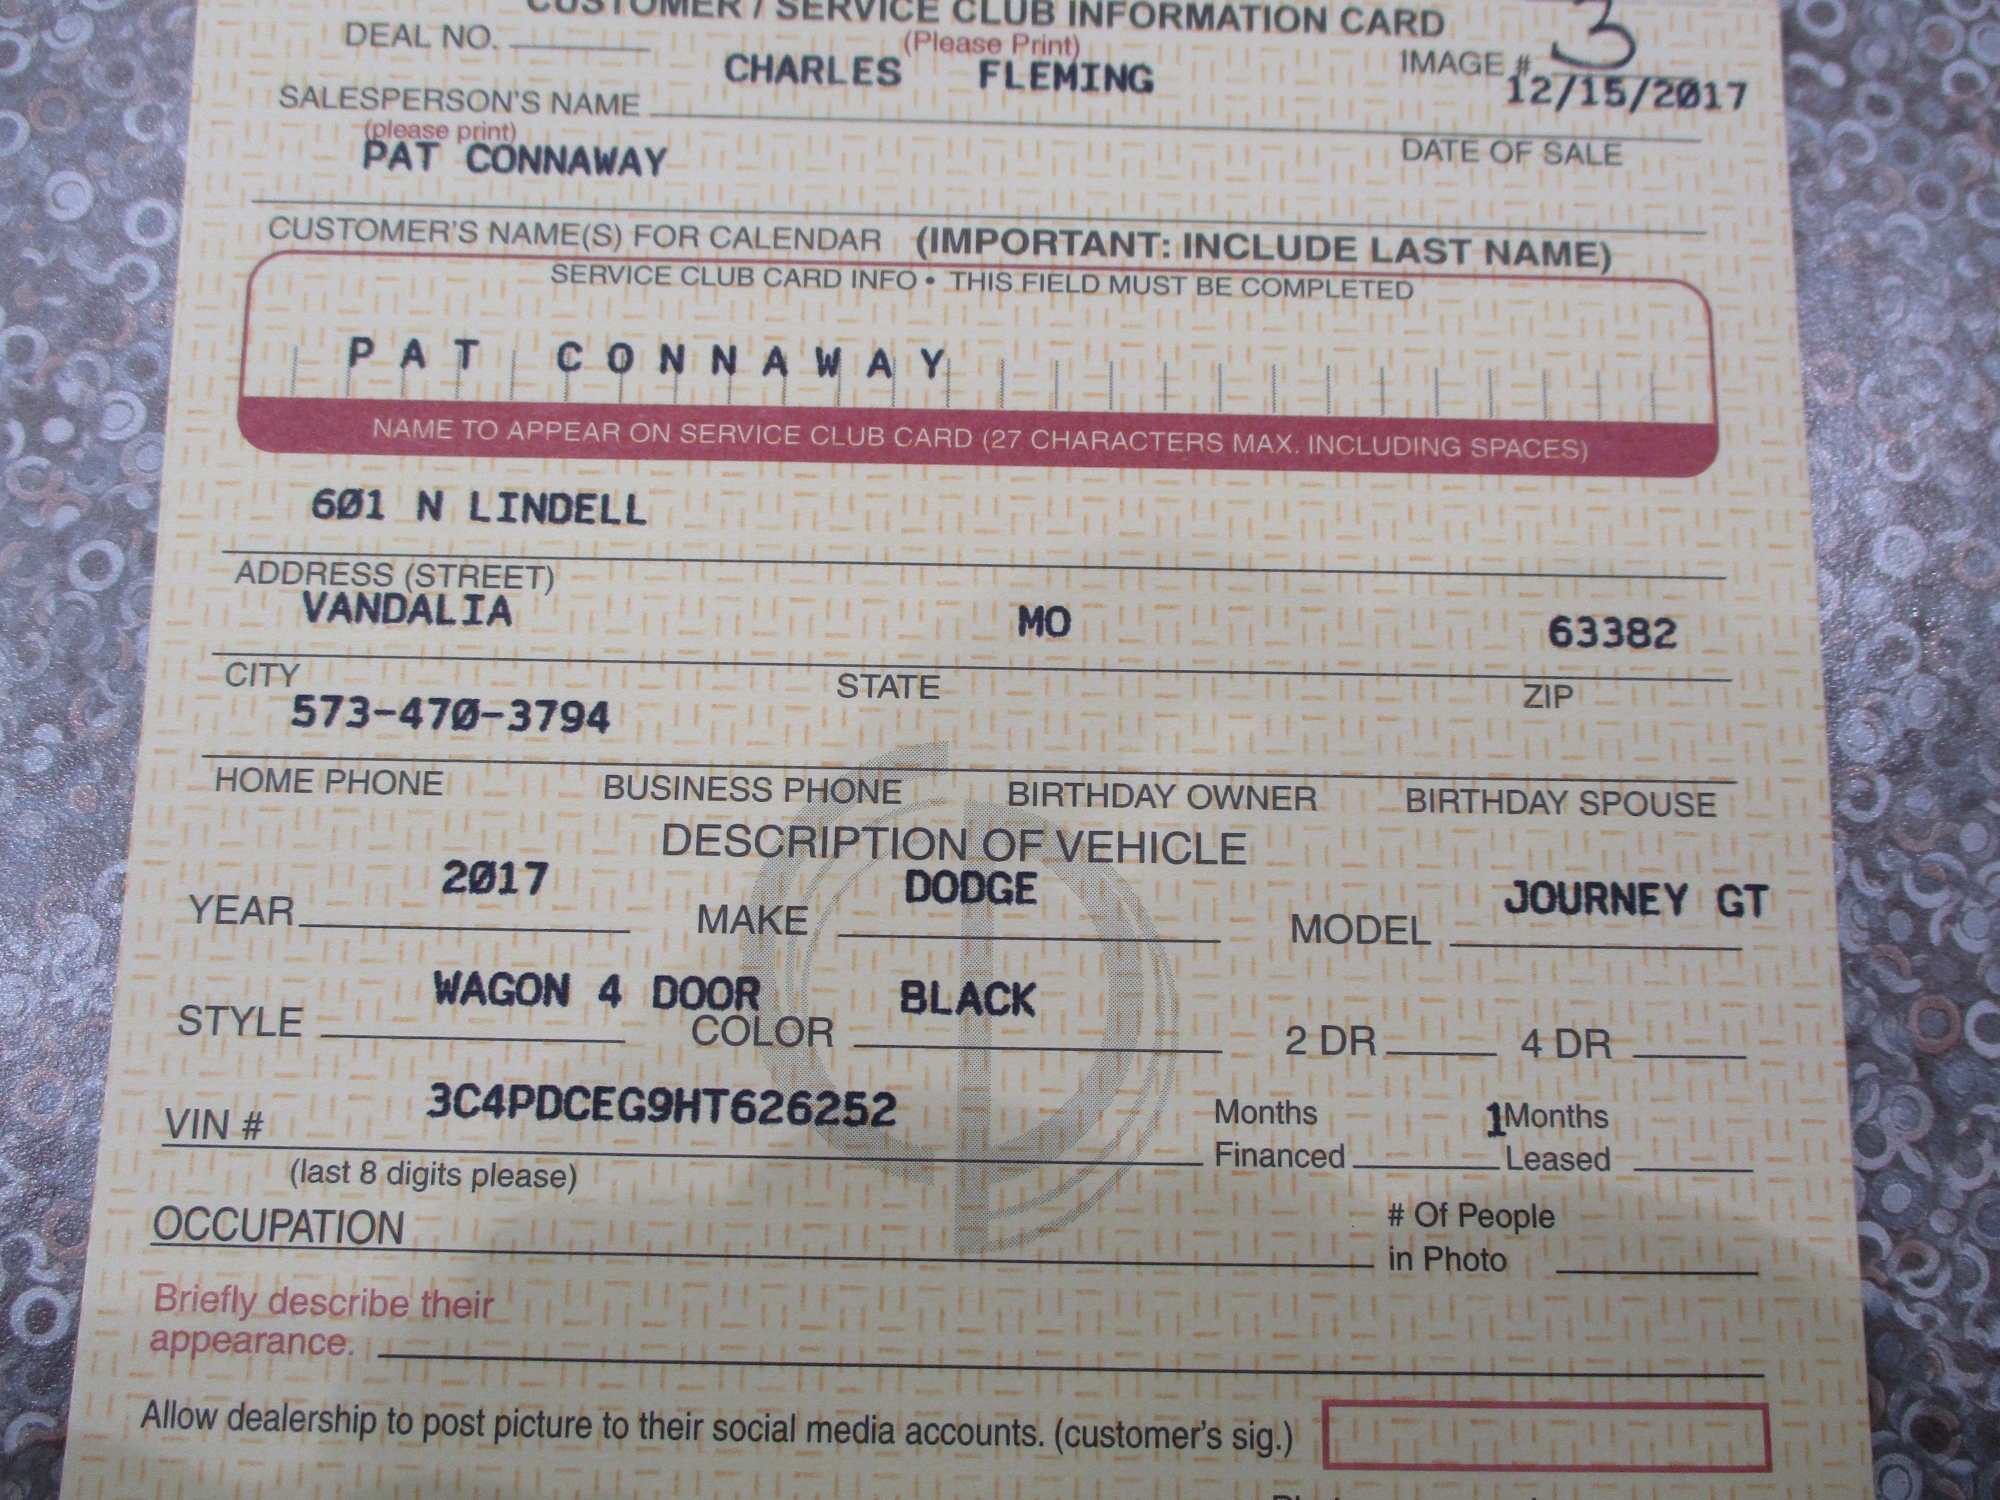 CUSTOMER / SERVICE CLUB INFORMATION CARD
DEAL NO. (Please Print) IMAGE # 3
CHARLES FLEMING 12/15/2017
SALESPERSON'S NAME
(please print) DATE OF SALE
PAT CONNAWAY
CUSTOMER'S NAME(S) FOR CALENDAR (IMPORTANT: INCLUDE LAST NAME)
SERVICE CLUB CARD INFO • THIS FIELD MUST BE COMPLETED
PAT CONNAWAY
NAME TO APPEAR ON SERVICE CLUB CARD (27 CHARACTERS MAX. INCLUDING SPACES)
601 N LINDELL
ADDRESS (STREET)
VANDALIA MO 63382
CITY STATE ZIP
573-470-3794
HOME PHONE BUSINESS PHONE BIRTHDAY OWNER BIRTHDAY SPOUSE
DESCRIPTION OF VEHICLE
2017 DODGE JOURNEY GT
YEAR MAKE MODEL
WAGON 4 DOOR BLACK
STYLE COLOR 2 DR 4 DR
3C4PDCEG9HT626252 Months 1 Months
VIN # Financed Leased
(last 8 digits please)
OCCUPATION # Of People
in Photo
Briefly describe their
appearance.
Allow dealership to post picture to their social media accounts. (customer's sig.)